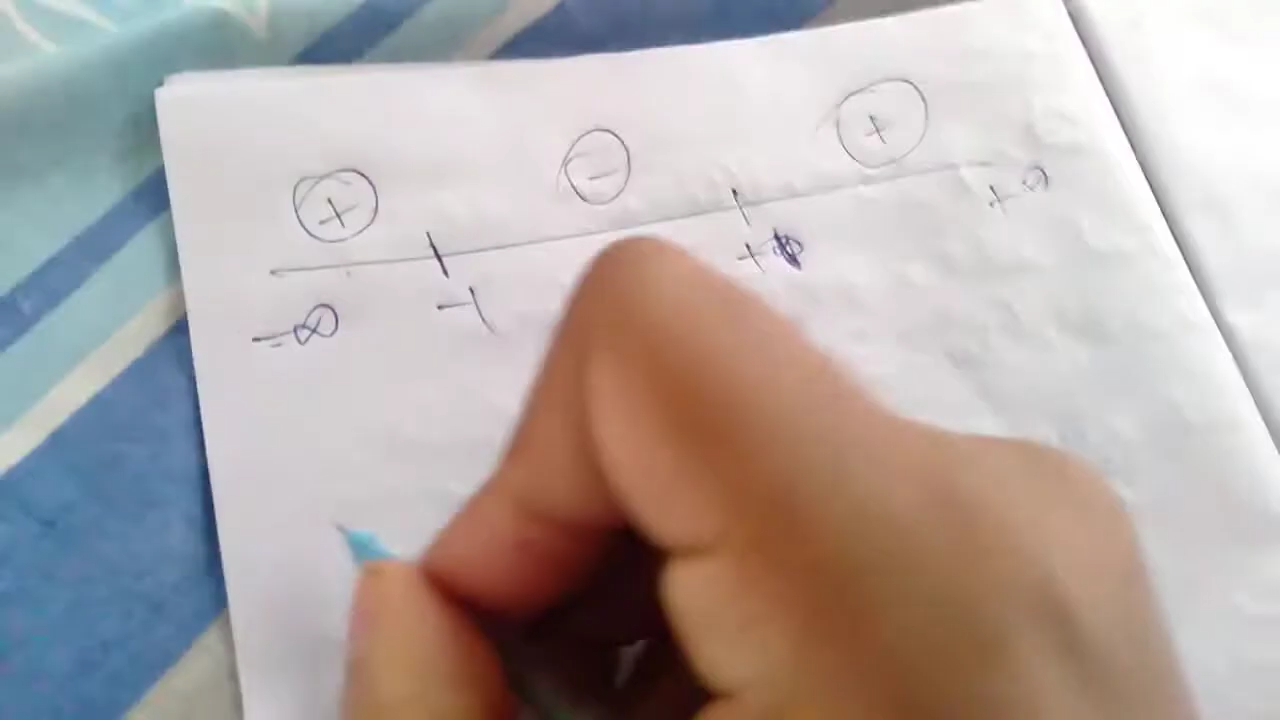 + - +
-∞ -1 + +∞